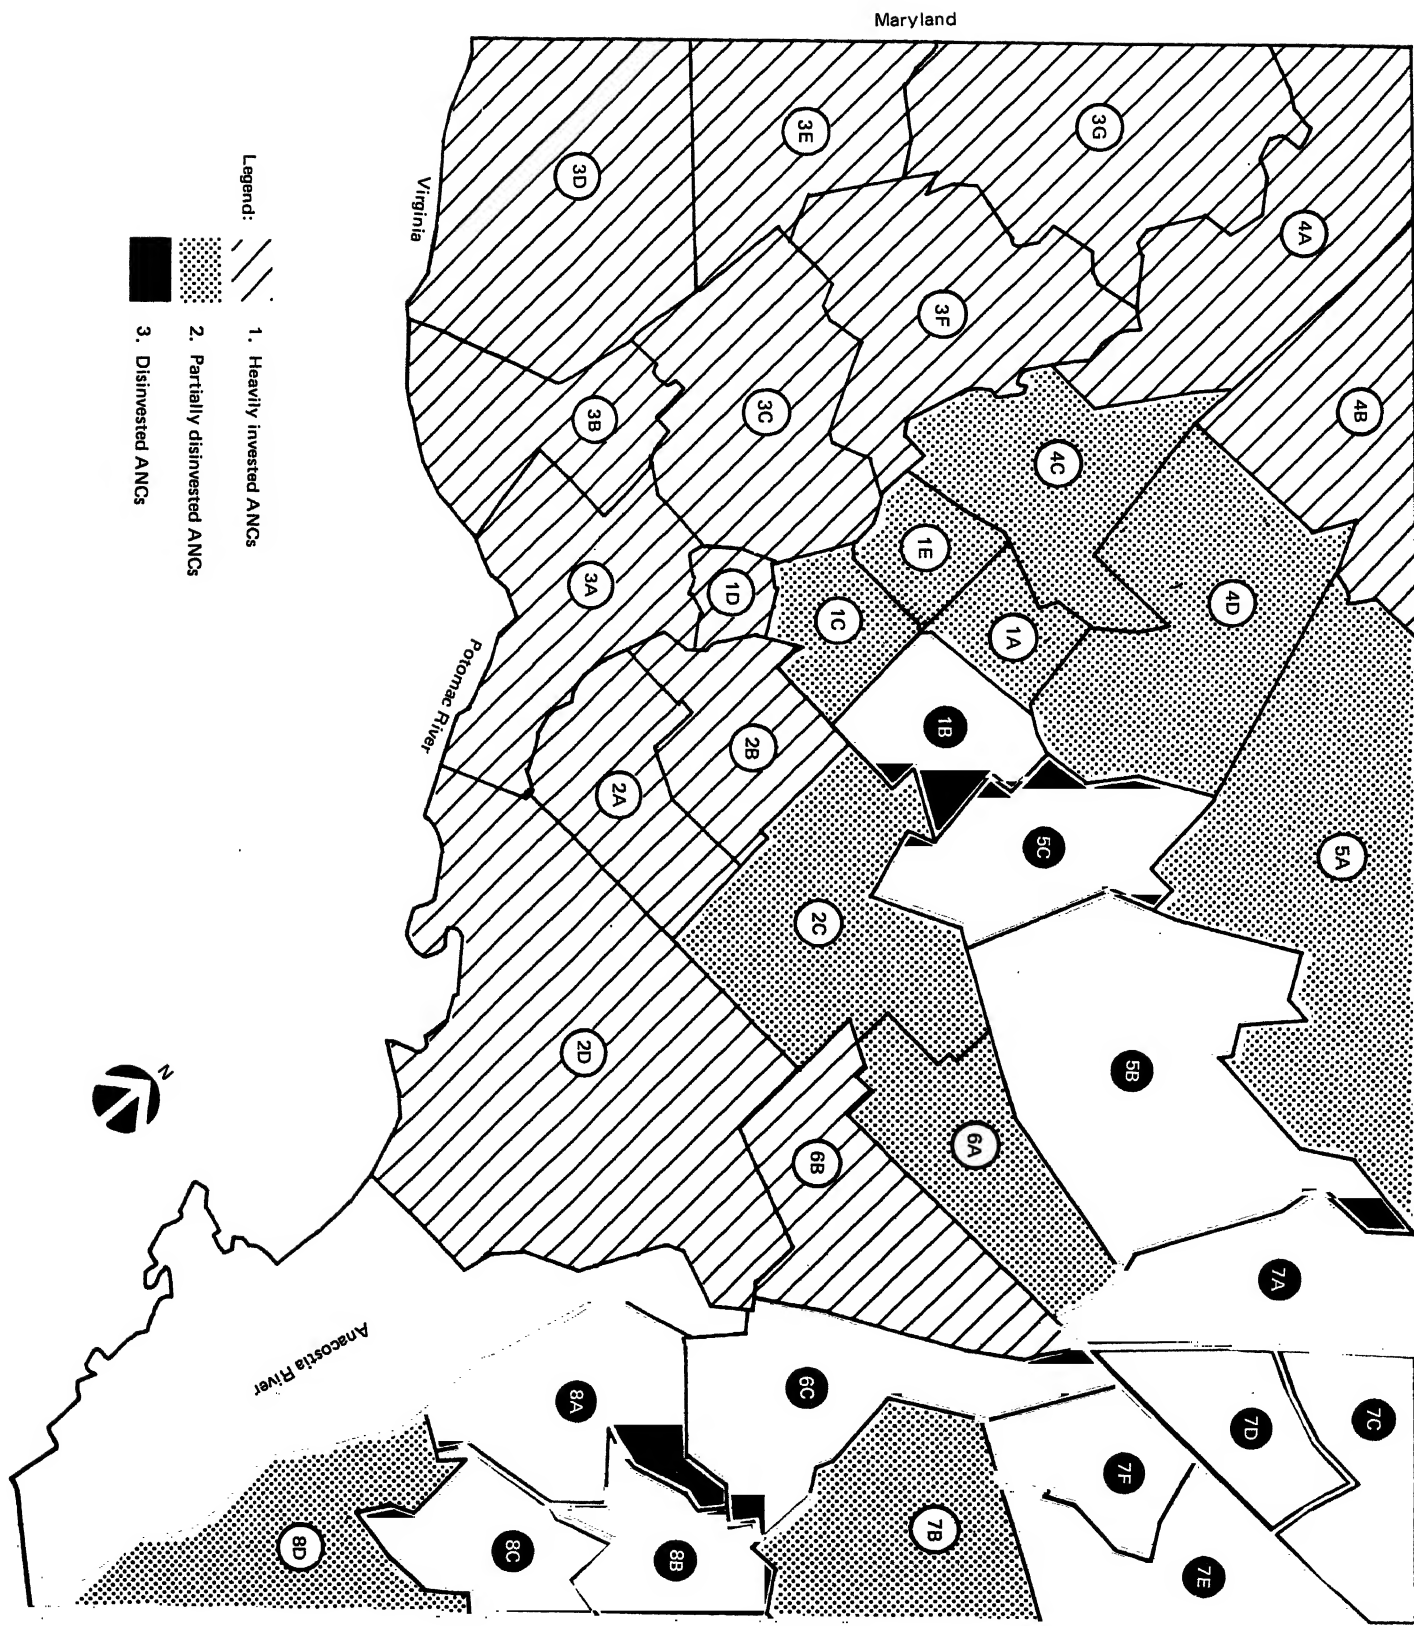 Maryland
3G
3E
3D
4A
Virginia
Legend:
1. Heavily invested ANCs
2. Partially disinvested ANCs
3. Disinvested ANCs
3F
4B
3C
3B
4C
1E
4D
3A
1D
1C
1A
Potomac River
1B
2B
2A
5C
5A
2C
2D
N
5B
6A
6B
7A
Anacostia River
8A
6C
7C
7D
7F
7B
8D
8C
8B
7E